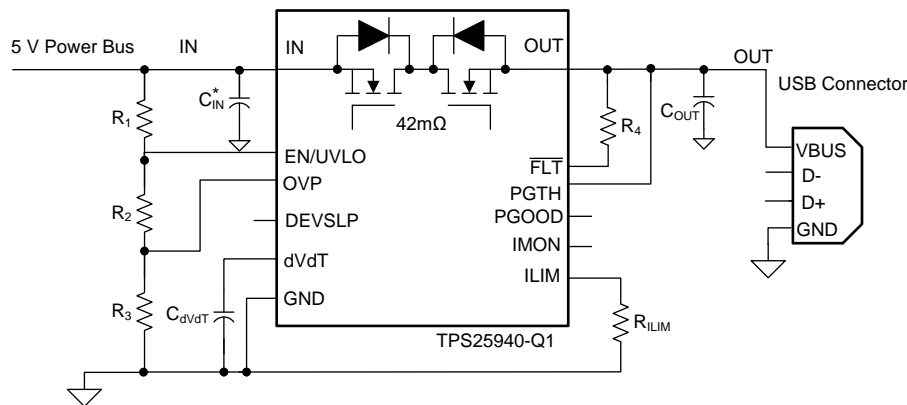 5 V Power Bus
IN
IN
OUT
OUT
USB Connector
R1
C*IN
42mΩ
R4
COUT
EN/UVLO
FLT
VBUS
OVP
PGTH
D-
R2
PGOOD
D+
DEVSLP
IMON
GND
dVdT
ILIM
R3
CdVdT
GND
RILIM
TPS25940-Q1